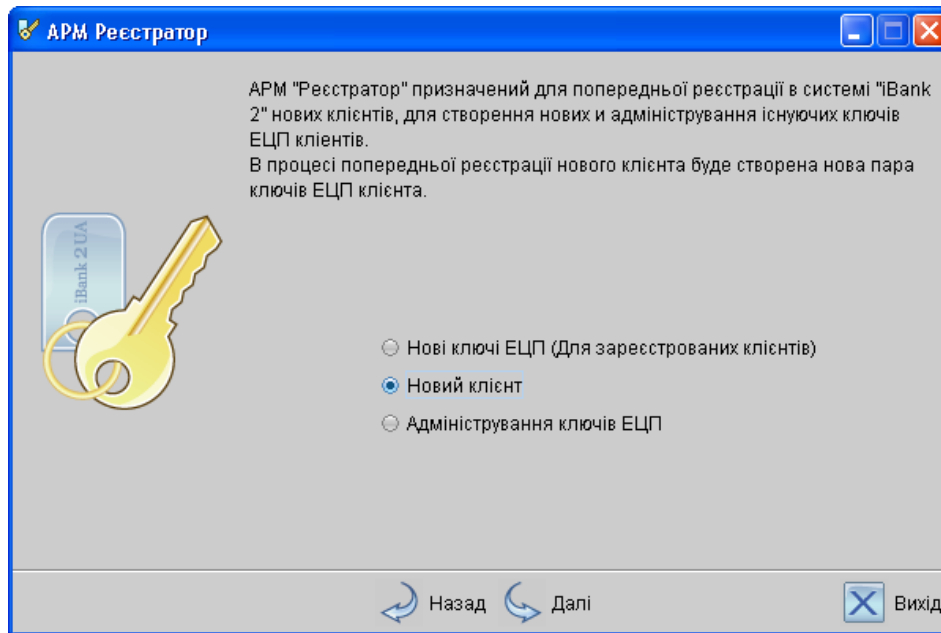 АРМ Реєстратор
АРМ "Реєстратор" призначений для попередньої реєстрації в системі "iBank
2" нових клієнтів, для створення нових и адміністрування існуючих ключів
ЕЦП клієнтів.
В процесі попередньої реєстрації нового клієнта буде створена нова пара
ключів ЕЦП клієнта.
iBank 2 UA
Нові ключі ЕЦП (Для зареєстрованих клієнтів)
Новий клієнт
Адміністрування ключів ЕЦП
Назад Далі Вихід